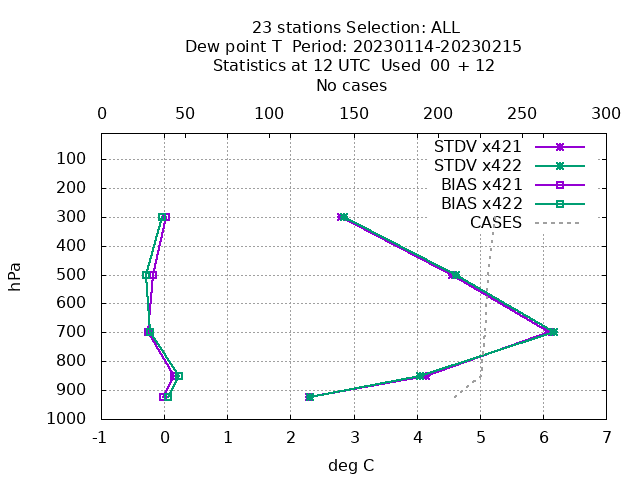 23 stations Selection: ALL
Dew point T  Period: 20230114-20230215
Statistics at 12 UTC  Used  00 + 12
No cases
0 50 100 150 200 250 300
STDV x421
STDV x422
BIAS x421
BIAS x422
CASES
100
200
300
400
500
600
700
800
900
1000
hPa
-1 0 1 2 3 4 5 6 7
deg C